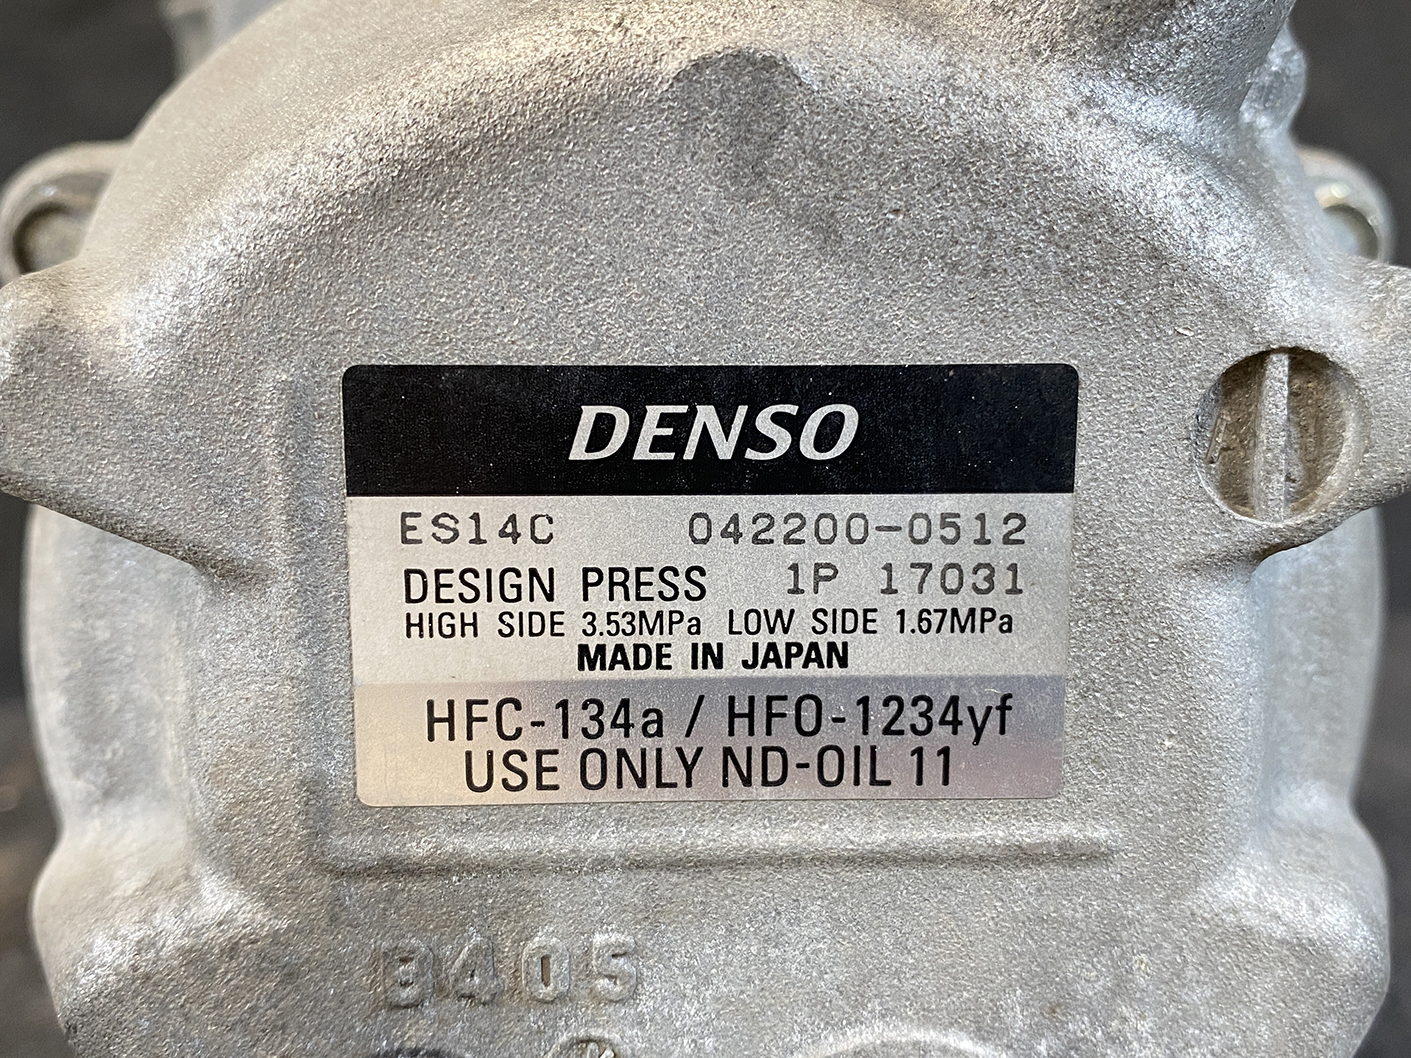 DENSO
ES14C 042200-0512
DESIGN PRESS 1P 17031
HIGH SIDE 3.53MPa LOW SIDE 1.67MPa
MADE IN JAPAN
HFC-134a / HFO-1234yf
USE ONLY ND-OIL 11
B405